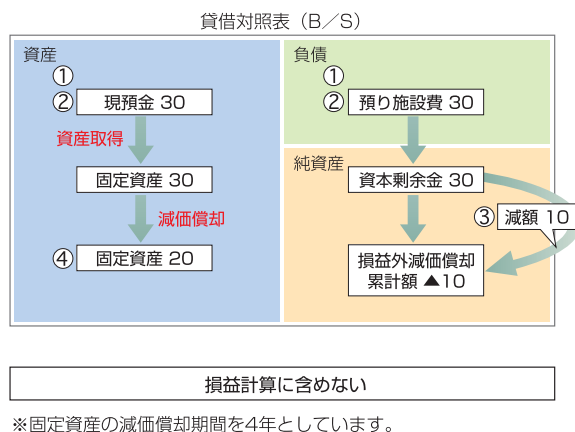 貸借対照表（B／S）
資産
①
② 現預金 30
資産取得
固定資産 30
減価償却
④ 固定資産 20
負債
①
② 預り施設費 30
純資産
資本剰余金 30
③ 減額 10
損益外減価償却
累計額 ▲10
損益計算に含めない
※固定資産の減価償却期間を4年としています。